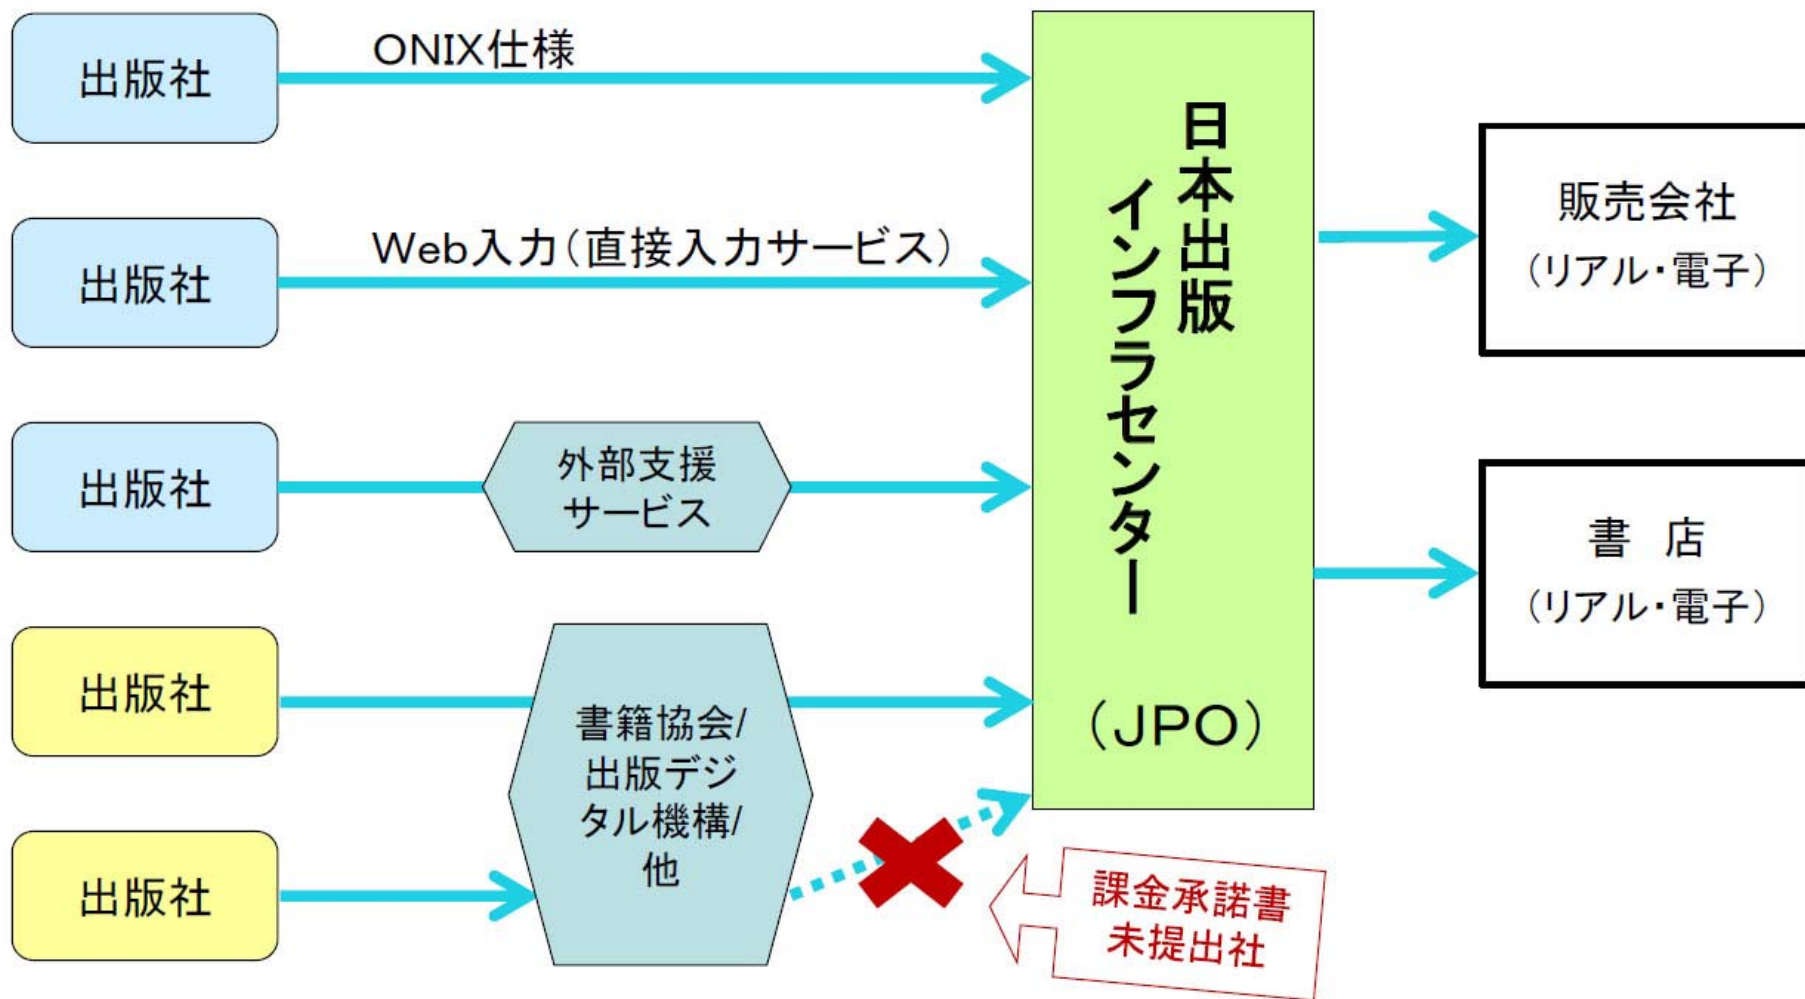 出版社
ONIX仕様
出版社
Web入力（直接入力サービス）
出版社
外部支援
サービス
出版社
出版社
書籍協会/
出版デジ
タル機構/
他
日本出版
インフラセンター
（JPO）
課金承諾書
未提出社
販売会社
（リアル・電子）
書　店
（リアル・電子）